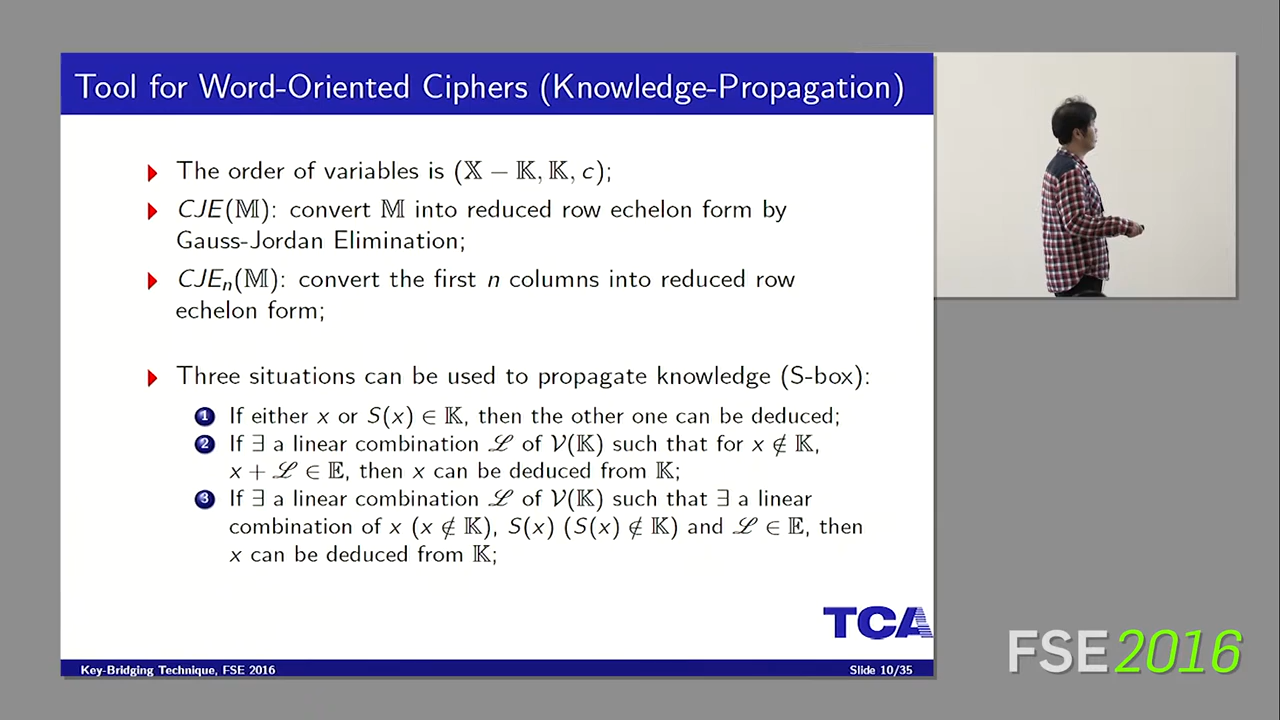 Tool for Word-Oriented Ciphers (Knowledge-Propagation)
The order of variables is (𝕏 − 𝕂, 𝕂, c);
CJE(𝕄): convert 𝕄 into reduced row echelon form by
Gauss-Jordan Elimination;
CJEₙ(𝕄): convert the first n columns into reduced row
echelon form;
Three situations can be used to propagate knowledge (S-box):
1 If either x or S(x) ∈ 𝕂, then the other one can be deduced;
2 If ∃ a linear combination ℒ of 𝒱(𝕂) such that for x ∉ 𝕂,
x + ℒ ∈ 𝔼, then x can be deduced from 𝕂;
3 If ∃ a linear combination ℒ of 𝒱(𝕂) such that ∃ a linear
combination of x (x ∉ 𝕂), S(x) (S(x) ∉ 𝕂) and ℒ ∈ 𝔼, then
x can be deduced from 𝕂;
TCA
Key-Bridging Technique, FSE 2016
Slide 10/35
FSE2016